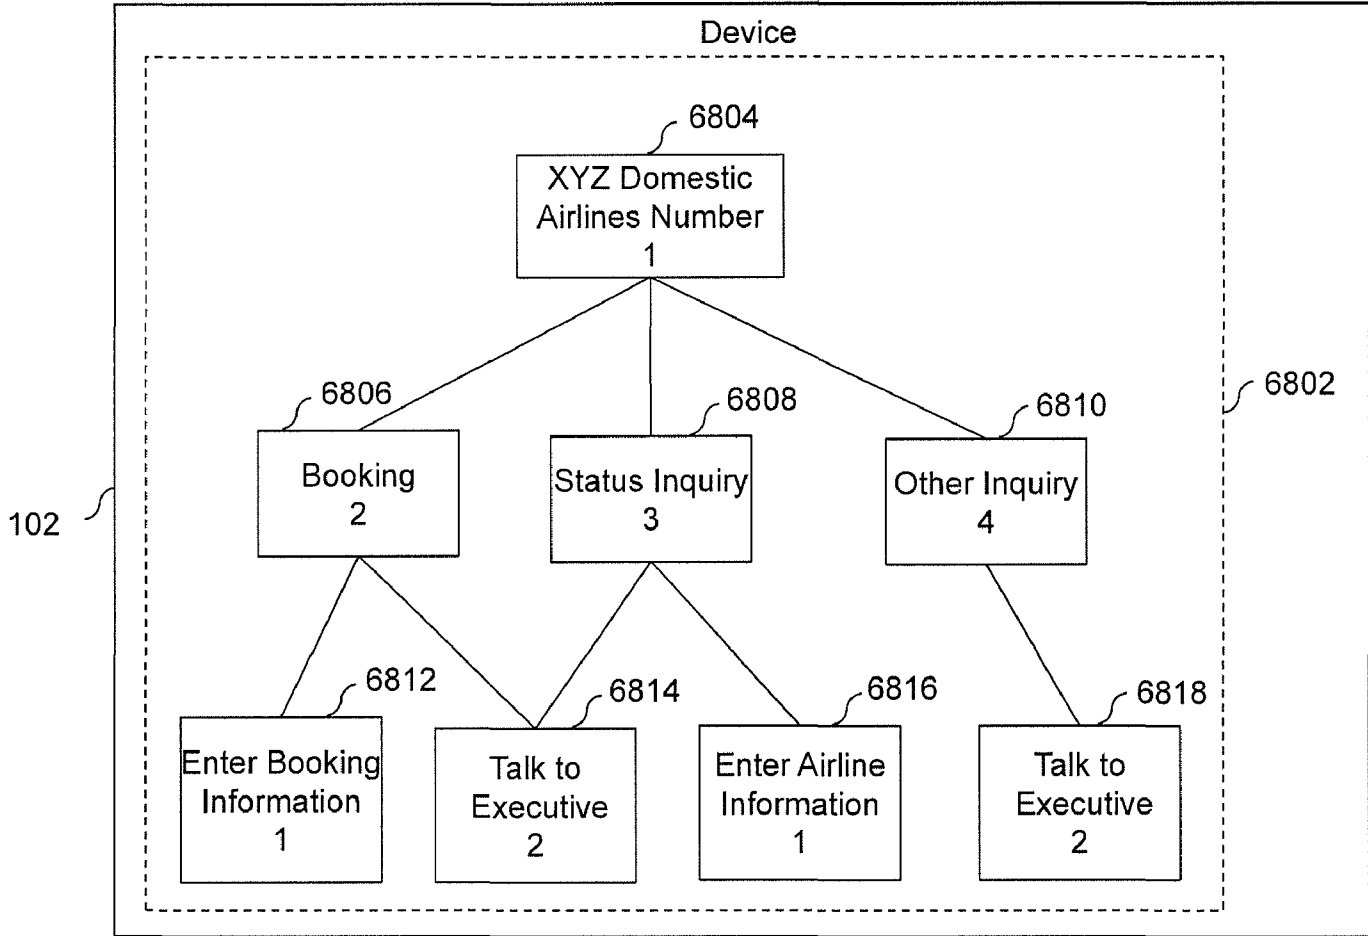 Device
6804
XYZ Domestic
Airlines Number
1
6806
6808
6810
6802
Booking
2
Status Inquiry
3
Other Inquiry
4
102
6812
6814
6816
6818
Enter Booking
Information
1
Talk to
Executive
2
Enter Airline
Information
1
Talk to
Executive
2